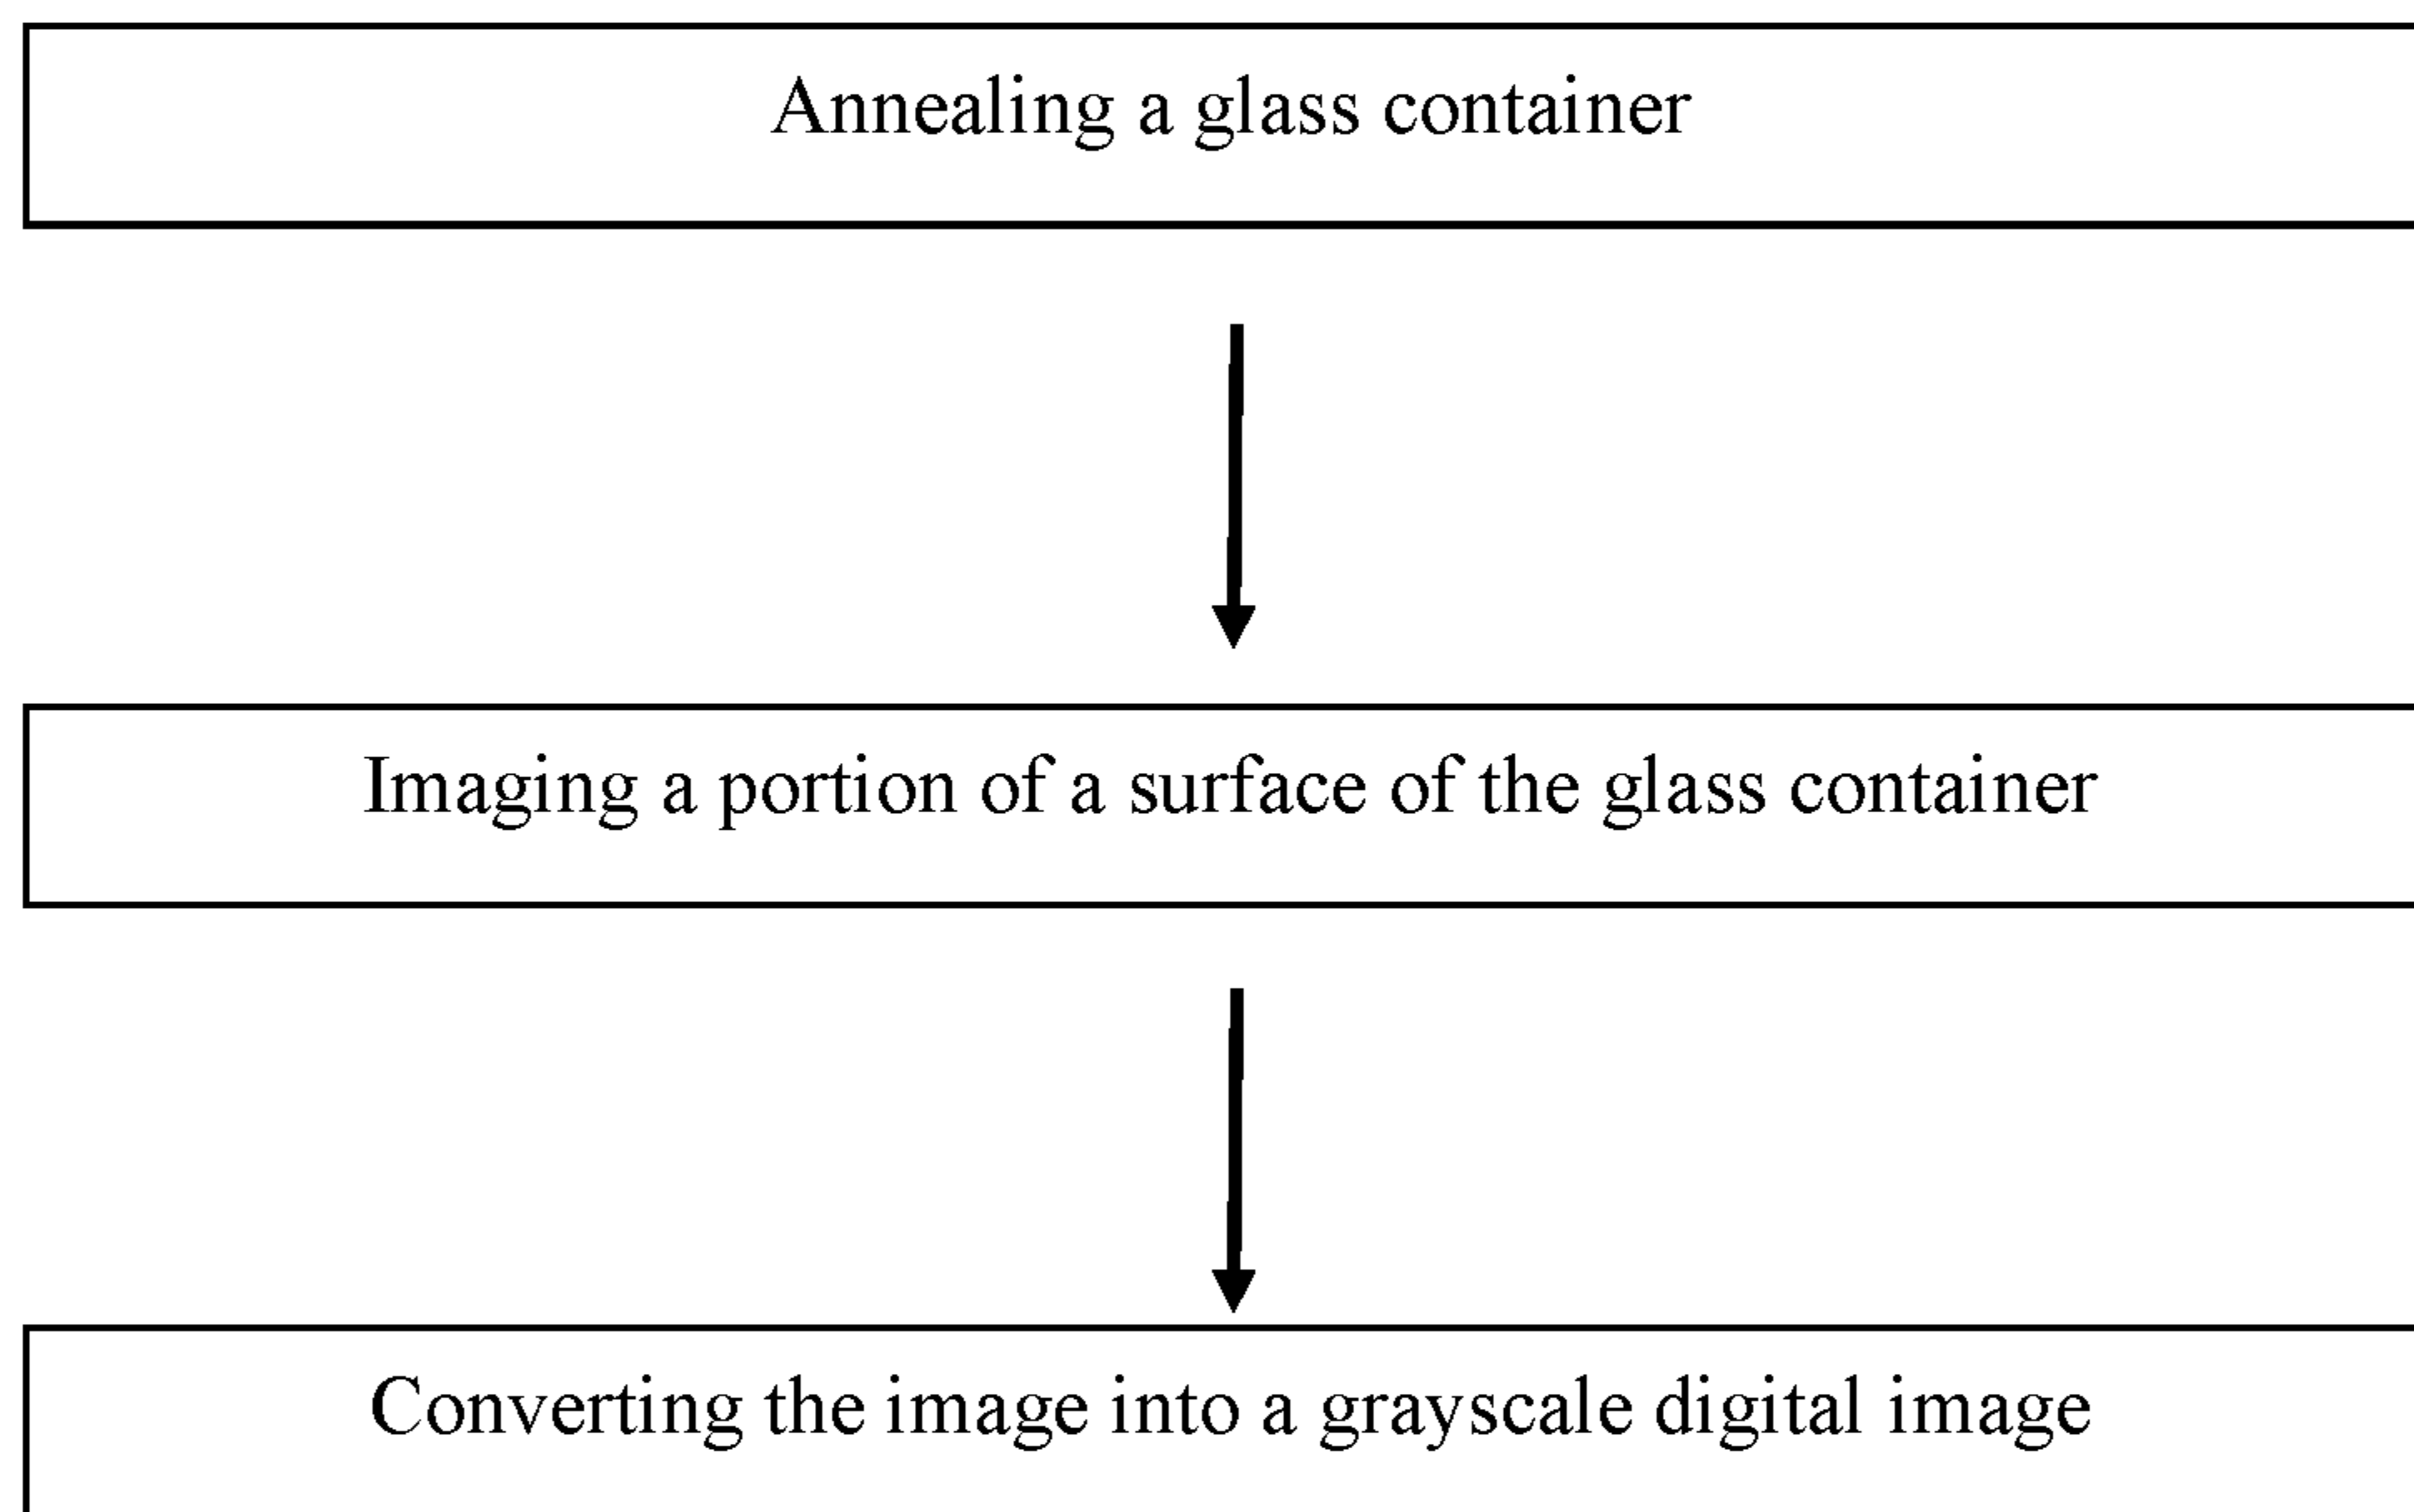 Annealing a glass container
Imaging a portion of a surface of the glass container
Converting the image into a grayscale digital image